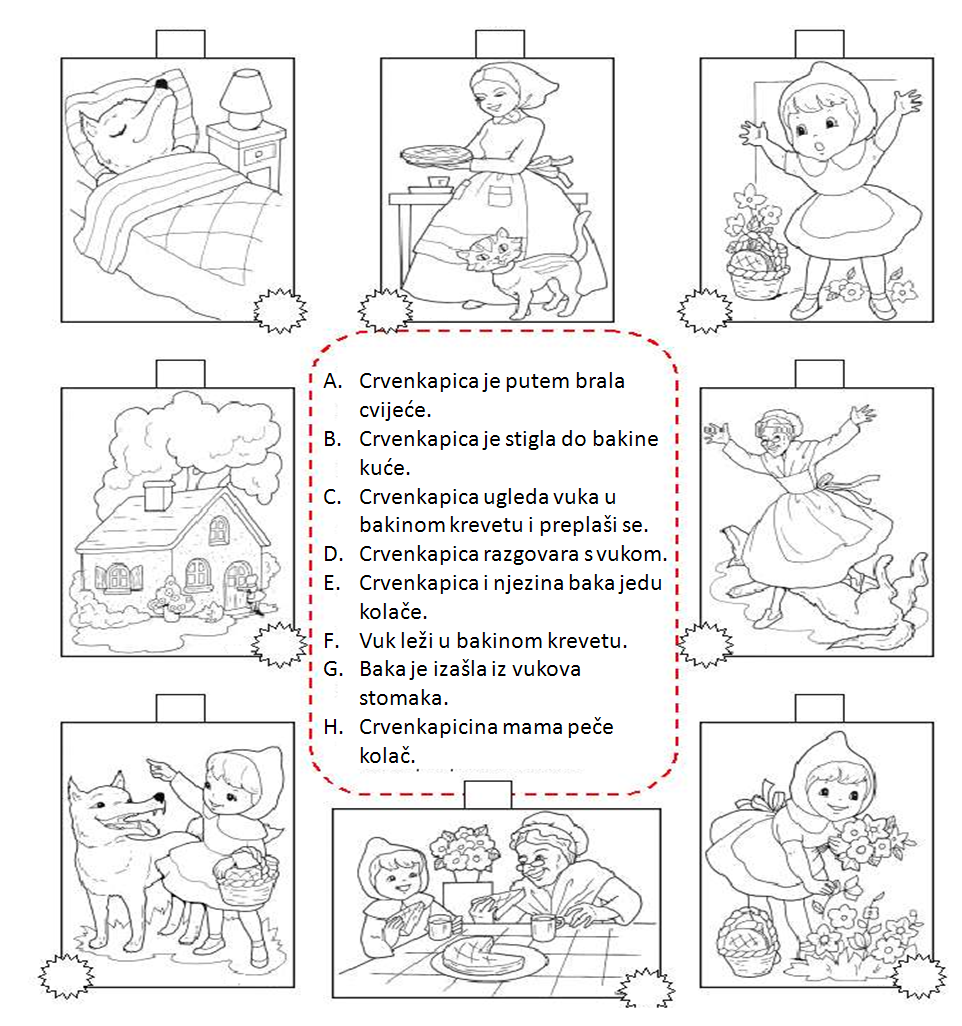 A. Crvenkapica je putem brala
cvijeće.
B. Crvenkapica je stigla do bakine
kuće.
C. Crvenkapica ugleda vuka u
bakinom krevetu i preplaši se.
D. Crvenkapica razgovara s vukom.
E. Crvenkapica i njezina baka jedu
kolače.
F. Vuk leži u bakinom krevetu.
G. Baka je izašla iz vukova
stomaka.
H. Crvenkapicina mama peče
kolač.